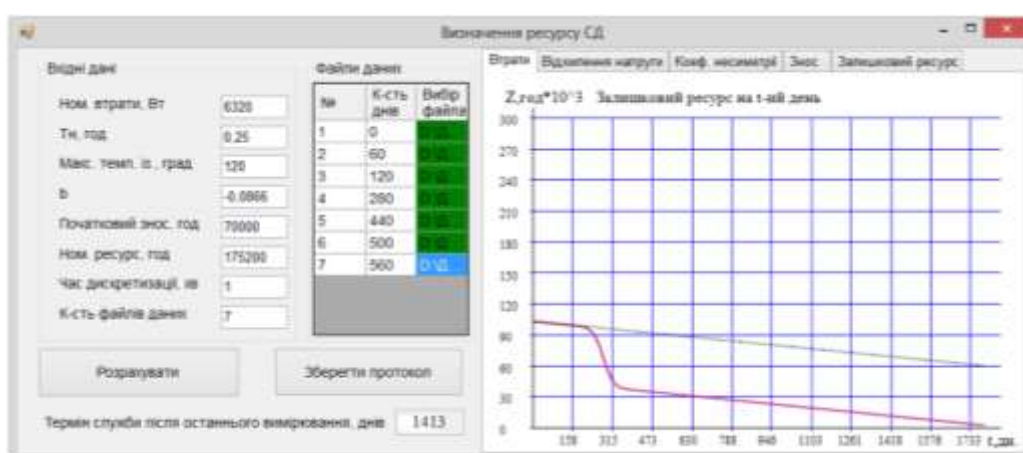 Визначення ресурсу СД
Вхідні дані
Ном. втрати, Вт 6320
Тн, год 0.25
Макс. темп. із., град 120
b -0.0866
Початковий знос, год 70000
Ном. ресурс, год 175200
Час дискретизації, хв 1
К-сть файлів даних 7
Розрахувати
Зберегти протокол
Термін служби після останнього вимірювання, днів 1413
Файли даних
№ К-сть днів Вибір файлів
1 0 D:\Д...
2 60 D:\Д...
3 120 D:\Д...
4 280 D:\Д...
5 440 D:\Д...
6 500 D:\Д...
7 560 D:\Д...
Втрати Відхилення напруги Коеф. несиметрії Знос Залишковий ресурс
Z,год*10^3 Залишковий ресурс на t-ий день
300
270
240
210
180
150
120
90
60
30
0
158 315 473 630 788 946 1103 1261 1418 1576 1733 t,дн.